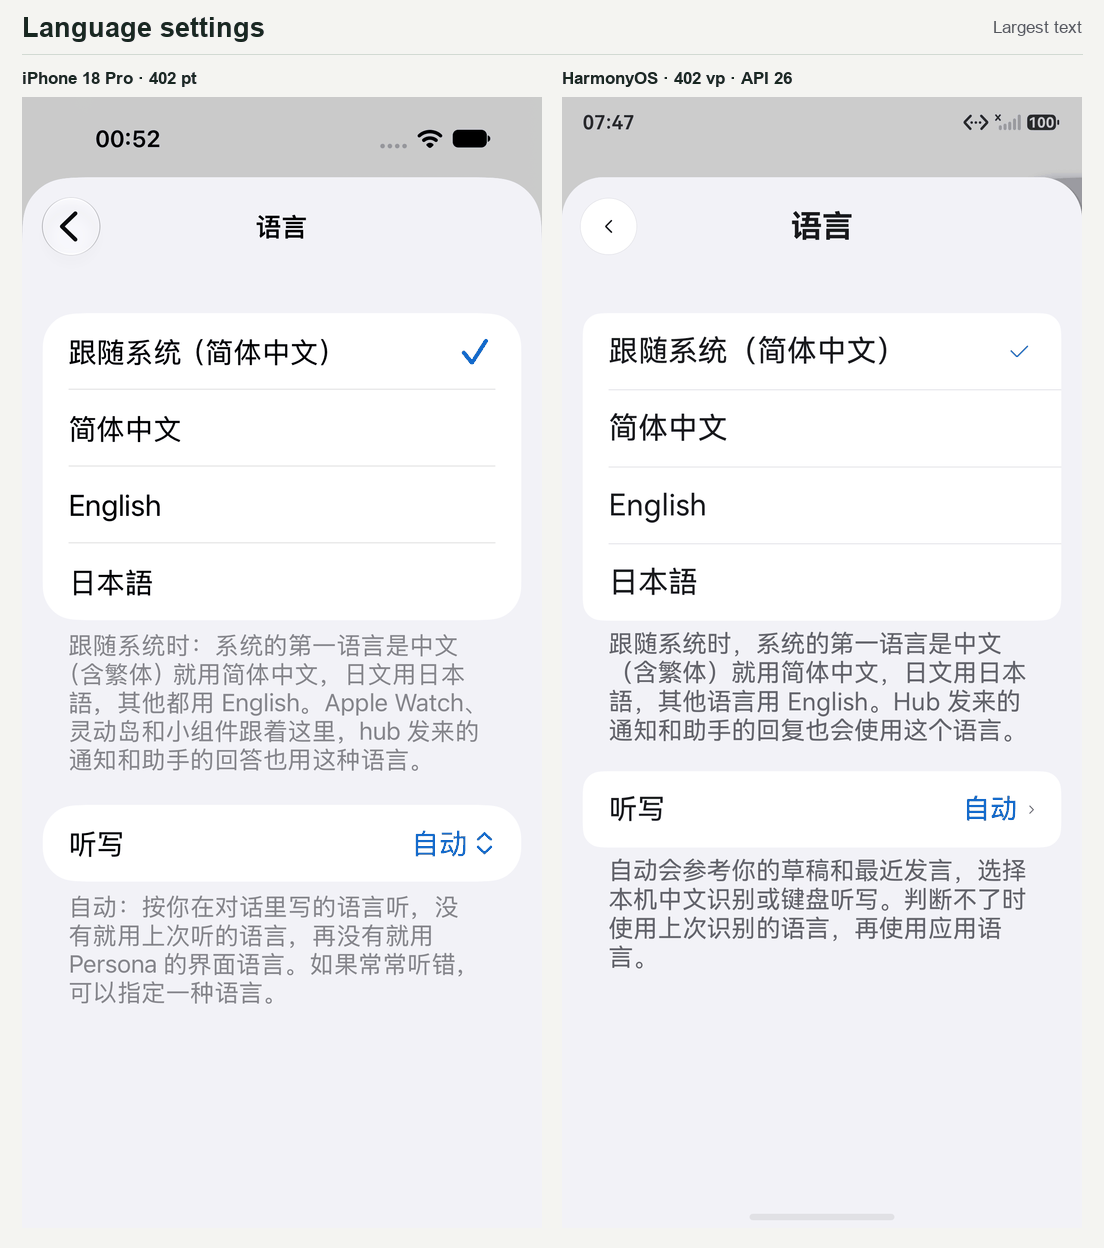 Language settings
Largest text
iPhone 18 Pro · 402 pt
00:52
语言
跟随系统（简体中文）
简体中文
English
日本語
跟随系统时：系统的第一语言是中文
（含繁体）就用简体中文，日文用日本
語，其他都用 English。Apple Watch、
灵动岛和小组件跟着这里，hub 发来的
通知和助手的回答也用这种语言。
听写
自动
自动：按你在对话里写的语言听，没
有就用上次听的语言，再没有就用
Persona 的界面语言。如果常常听错，
可以指定一种语言。
HarmonyOS · 402 vp · API 26
07:47
100
语言
跟随系统（简体中文）
简体中文
English
日本語
跟随系统时，系统的第一语言是中文
（含繁体）就用简体中文，日文用日本
語，其他语言用 English。Hub 发来的
通知和助手的回复也会使用这个语言。
听写
自动
自动会参考你的草稿和最近发言，选择
本机中文识别或键盘听写。判断不了时
使用上次识别的语言，再使用应用语
言。